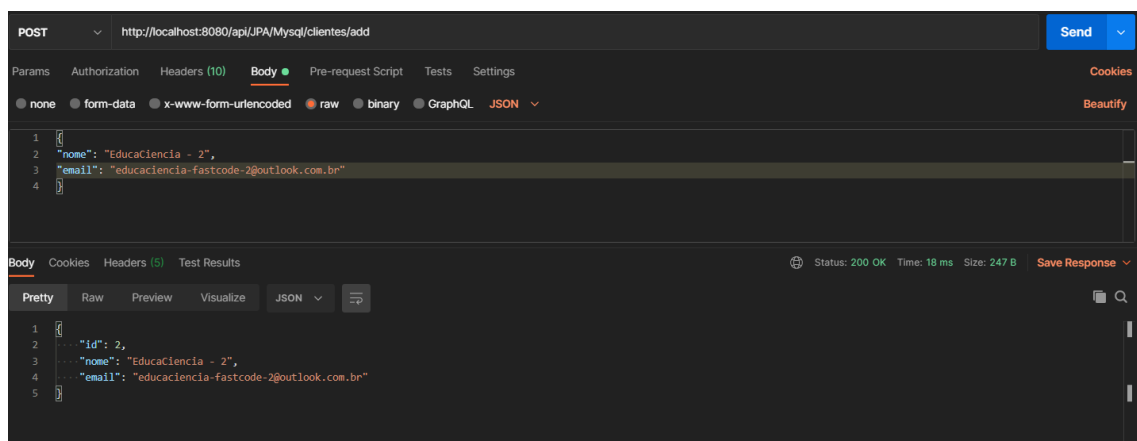 POST http://localhost:8080/api/JPA/Mysql/clientes/add Send
Params Authorization Headers (10) Body Pre-request Script Tests Settings Cookies
none form-data x-www-form-urlencoded raw binary GraphQL JSON Beautify
1 {
2 "nome": "EducaCiencia - 2",
3 "email": "educaciencia-fastcode-2@outlook.com.br"
4 }
Body Cookies Headers (5) Test Results Status: 200 OK Time: 18 ms Size: 247 B Save Response
Pretty Raw Preview Visualize JSON
1 {
2 "id": 2,
3 "nome": "EducaCiencia - 2",
4 "email": "educaciencia-fastcode-2@outlook.com.br"
5 }